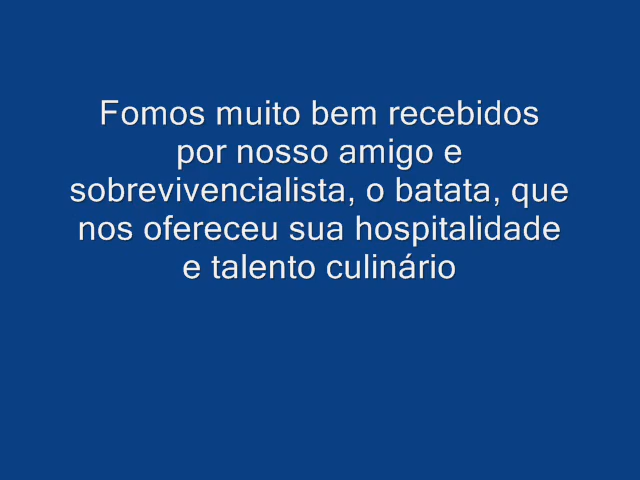 Fomos muito bem recebidos
por nosso amigo e
sobrevivencialista, o batata, que
nos ofereceu sua hospitalidade
e talento culinário